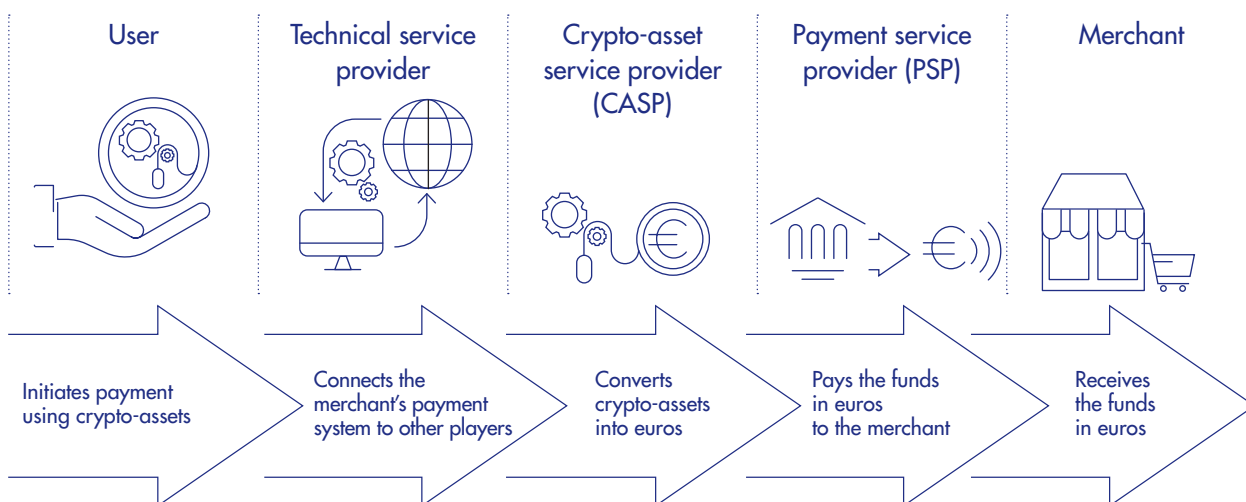 User
Technical service
provider
Crypto-asset
service provider
(CASP)
Payment service
provider (PSP)
Merchant
Initiates payment
using crypto-assets
Connects the
merchant’s payment
system to other players
Converts
crypto-assets
into euros
Pays the funds
in euros
to the merchant
Receives
the funds
in euros